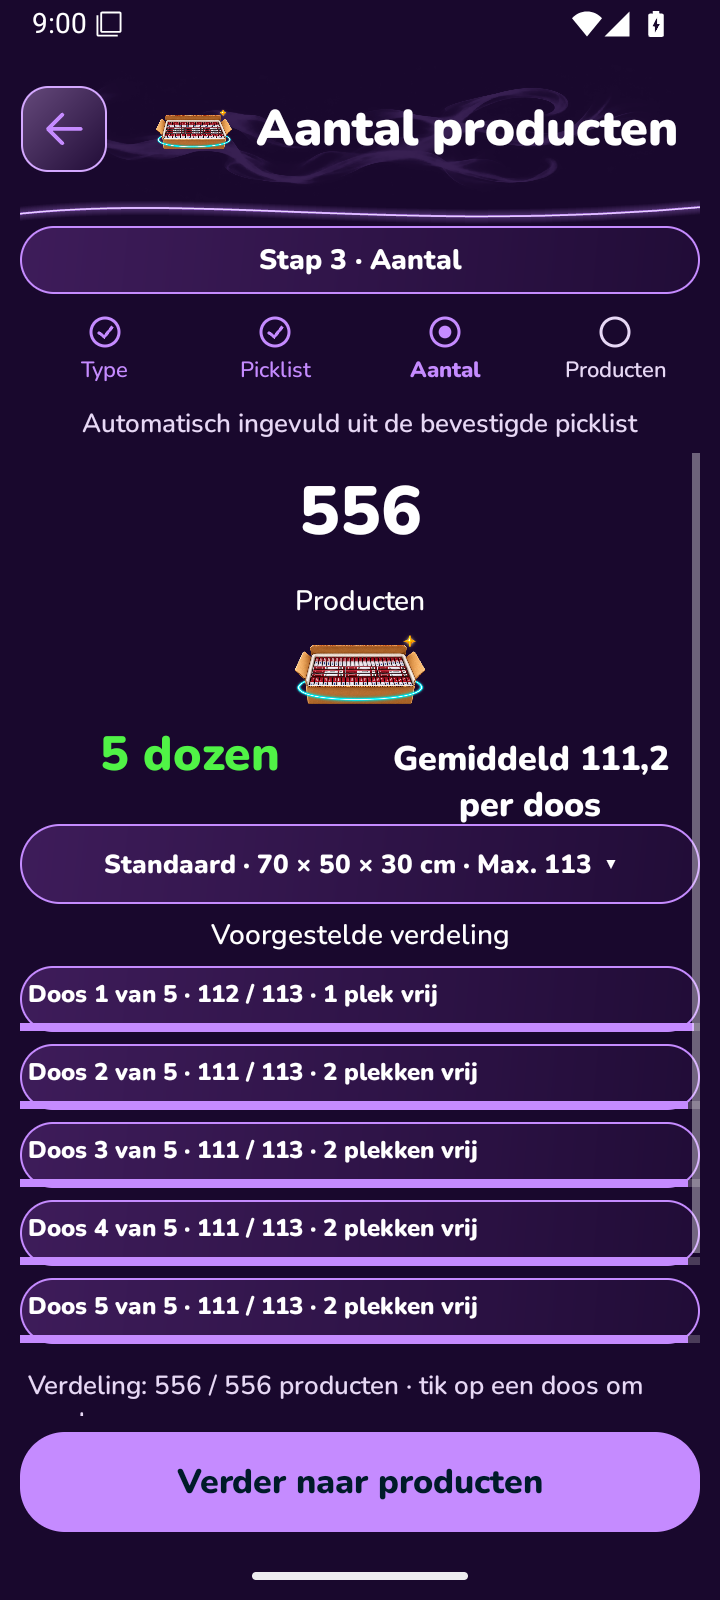 9:00
Aantal producten
Stap 3 · Aantal
Type
Picklist
Aantal
Producten
Automatisch ingevuld uit de bevestigde picklist
556
Producten
5 dozen
Gemiddeld 111,2
per doos
Standaard · 70 × 50 × 30 cm · Max. 113 ▼
Voorgestelde verdeling
Doos 1 van 5 · 112 / 113 · 1 plek vrij
Doos 2 van 5 · 111 / 113 · 2 plekken vrij
Doos 3 van 5 · 111 / 113 · 2 plekken vrij
Doos 4 van 5 · 111 / 113 · 2 plekken vrij
Doos 5 van 5 · 111 / 113 · 2 plekken vrij
Verdeling: 556 / 556 producten · tik op een doos om
Verder naar producten